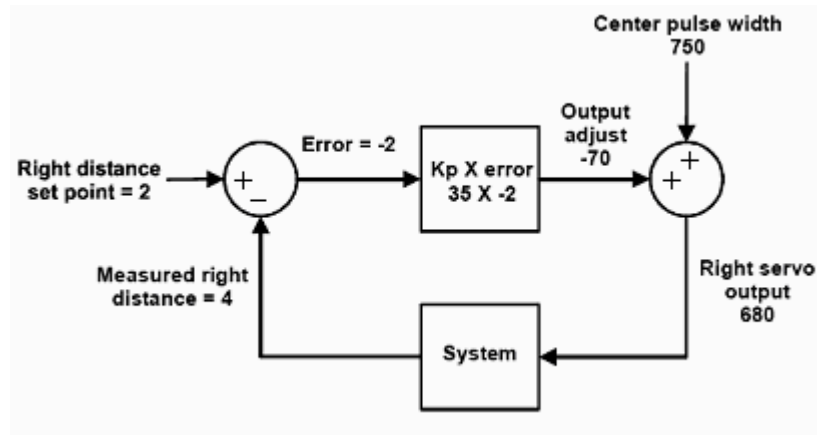 Center pulse width
750
Output
adjust
-70
Error = -2
Right distance
set point = 2
+
−
Kp X error
35 X -2
+
+
Measured right
distance = 4
System
Right servo
output
680